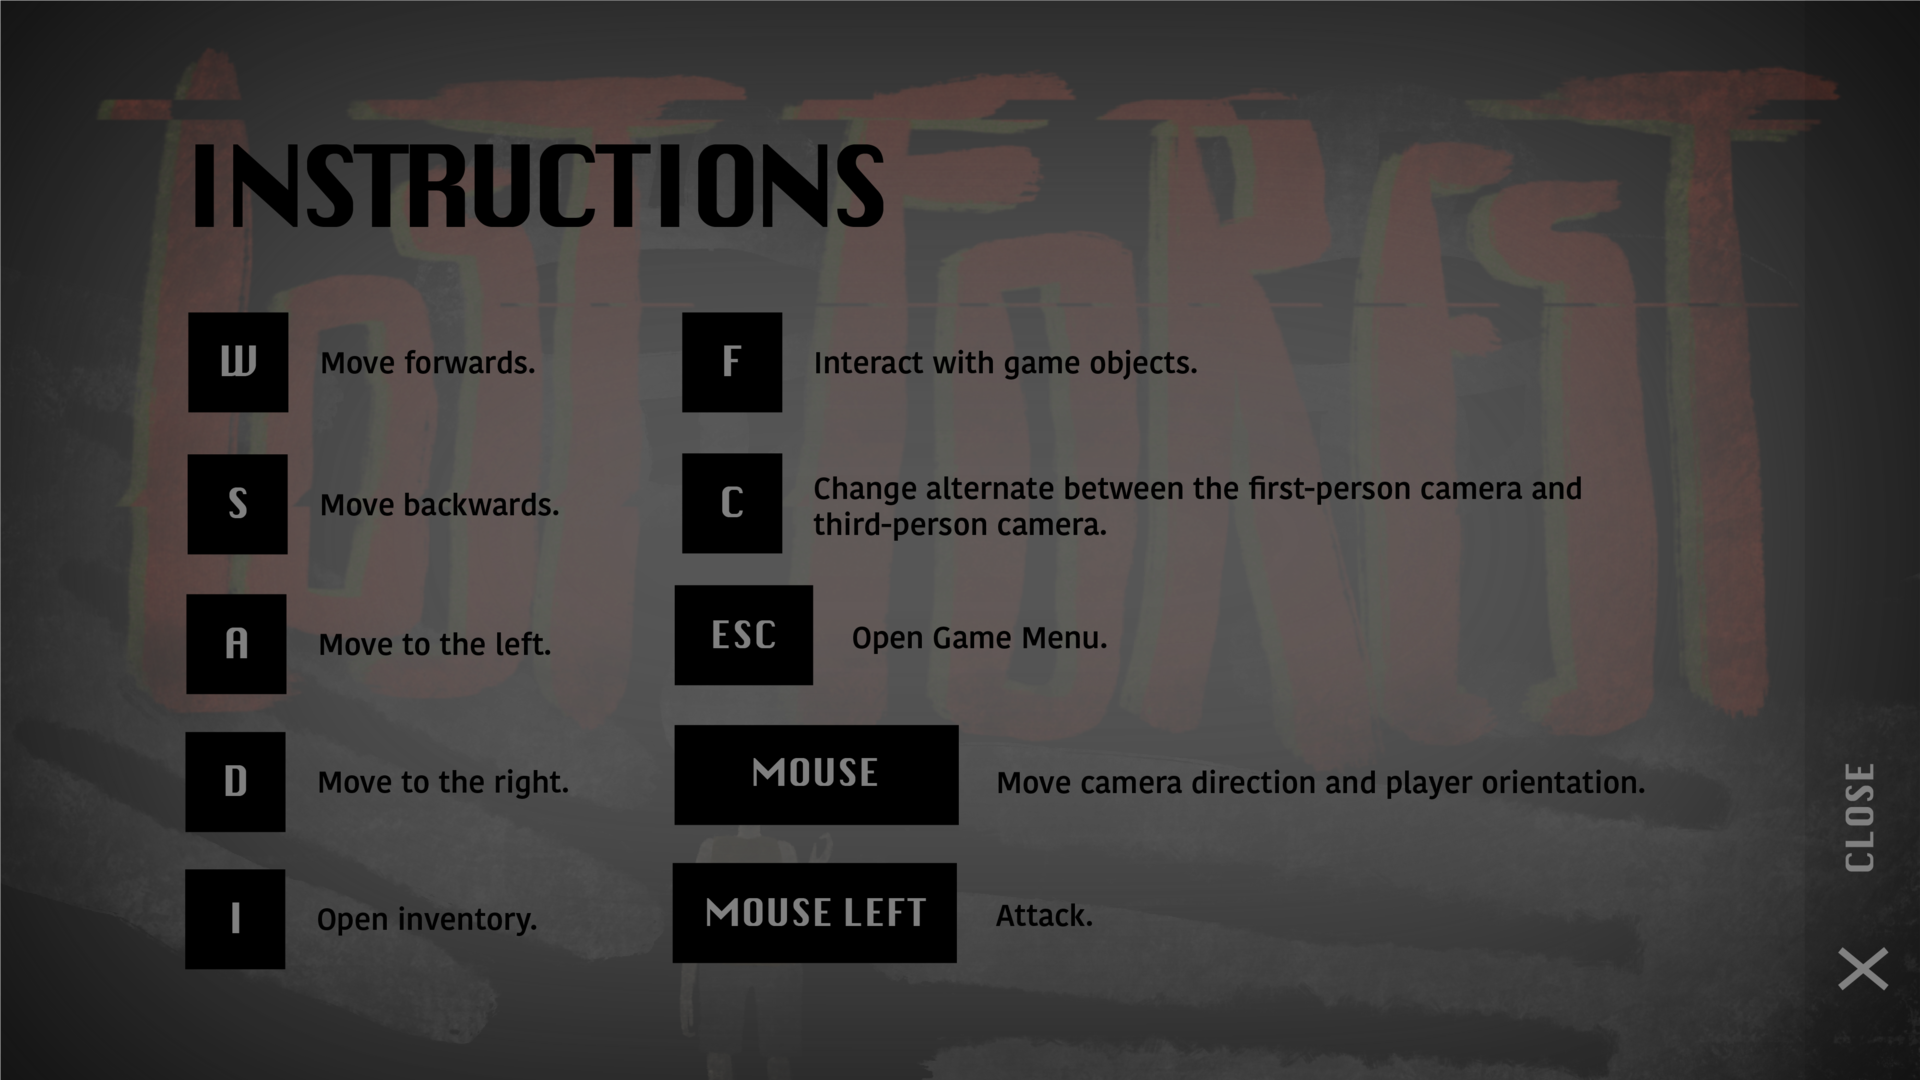 LOST FOREST
INSTRUCTIONS
W Move forwards.
S Move backwards.
A Move to the left.
D Move to the right.
I Open inventory.
F Interact with game objects.
C Change alternate between the first-person camera and
third-person camera.
ESC Open Game Menu.
MOUSE Move camera direction and player orientation.
MOUSE LEFT Attack.
CLOSE
X